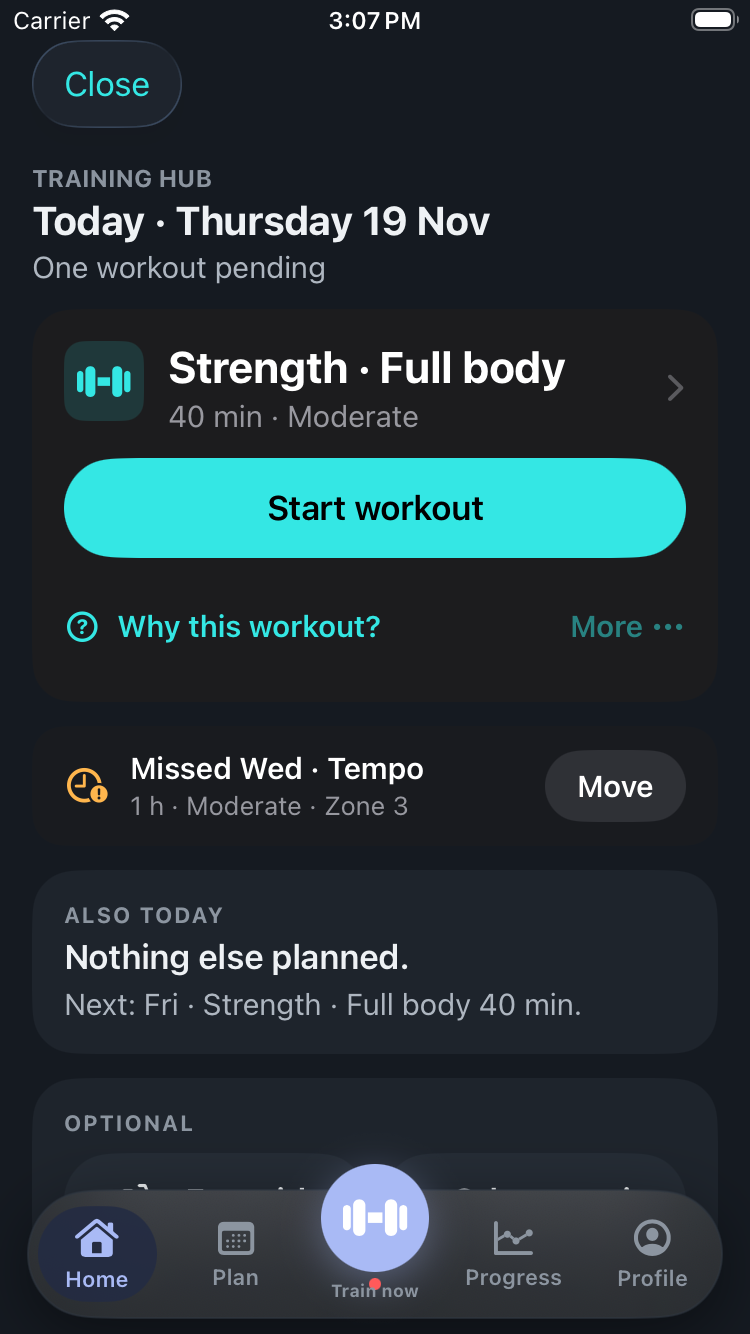 Carrier 3:07 PM
Close
TRAINING HUB
Today · Thursday 19 Nov
One workout pending
Strength · Full body
40 min · Moderate
Start workout
Why this workout?
More ···
Missed Wed · Tempo
1 h · Moderate · Zone 3
Move
ALSO TODAY
Nothing else planned.
Next: Fri · Strength · Full body 40 min.
OPTIONAL
Home
Plan
Train now
Progress
Profile